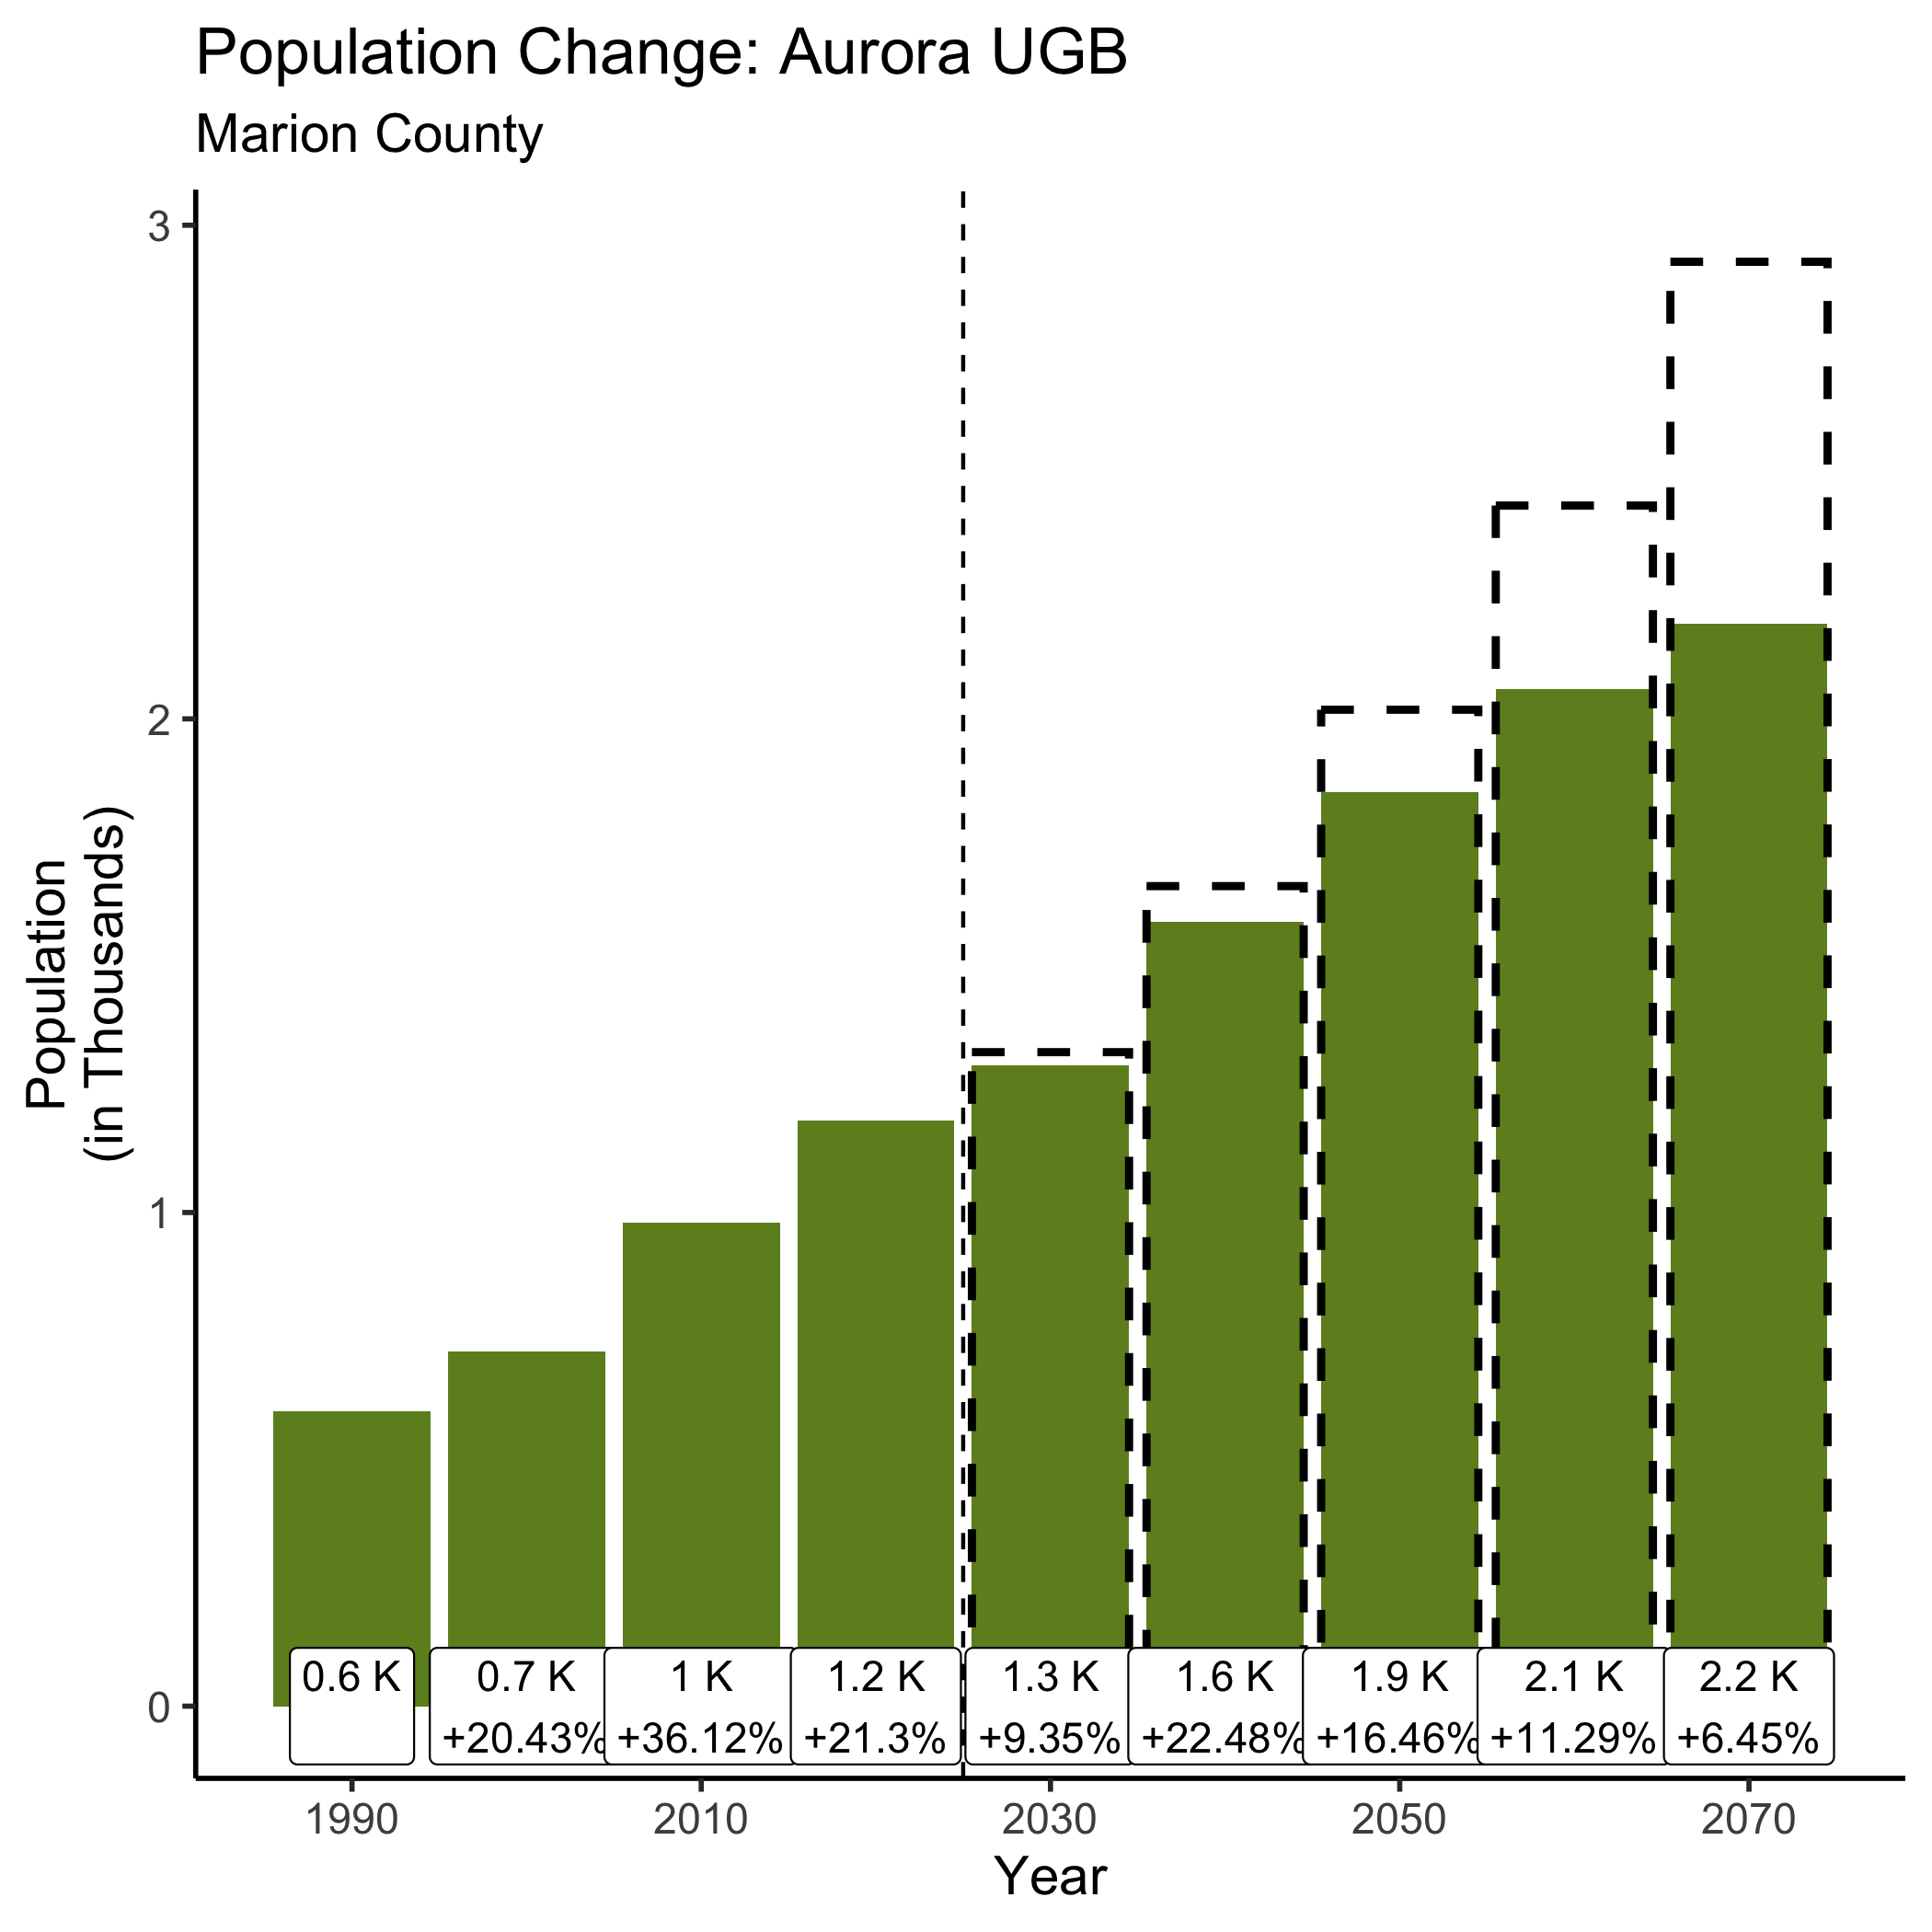 Population Change: Aurora UGB
Marion County
3
2
1
0
Population
(in Thousands)
0.6 K
0.7 K
+20.43%
1 K
+36.12%
1.2 K
+21.3%
1.3 K
+9.35%
1.6 K
+22.48%
1.9 K
+16.46%
2.1 K
+11.29%
2.2 K
+6.45%
1990
2010
2030
2050
2070
Year